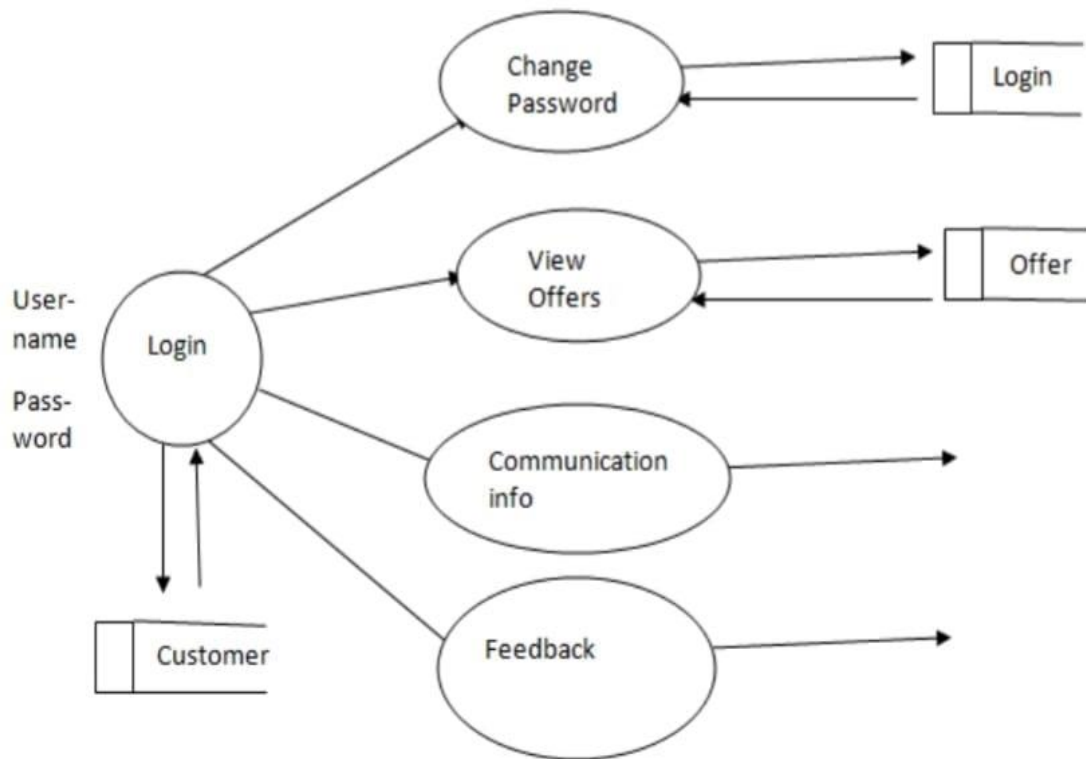 Change
Password
Login
View
Offers
Offer
User-
name
Login
Pass-
word
Communication
info
Customer
Feedback